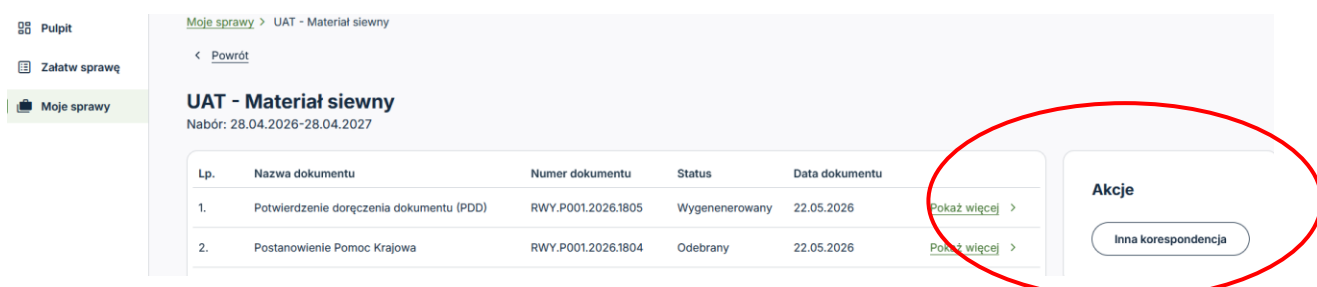 Pulpit
Załatw sprawę
Moje sprawy
Moje sprawy > UAT - Materiał siewny
< Powrót
UAT - Materiał siewny
Nabór: 28.04.2026-28.04.2027
Lp. Nazwa dokumentu Numer dokumentu Status Data dokumentu
1. Potwierdzenie doręczenia dokumentu (PDD) RWY.P001.2026.1805 Wygenenerowany 22.05.2026 Pokaż więcej >
2. Postanowienie Pomoc Krajowa RWY.P001.2026.1804 Odebrany 22.05.2026 Pokaż więcej >
Akcje
Inna korespondencja